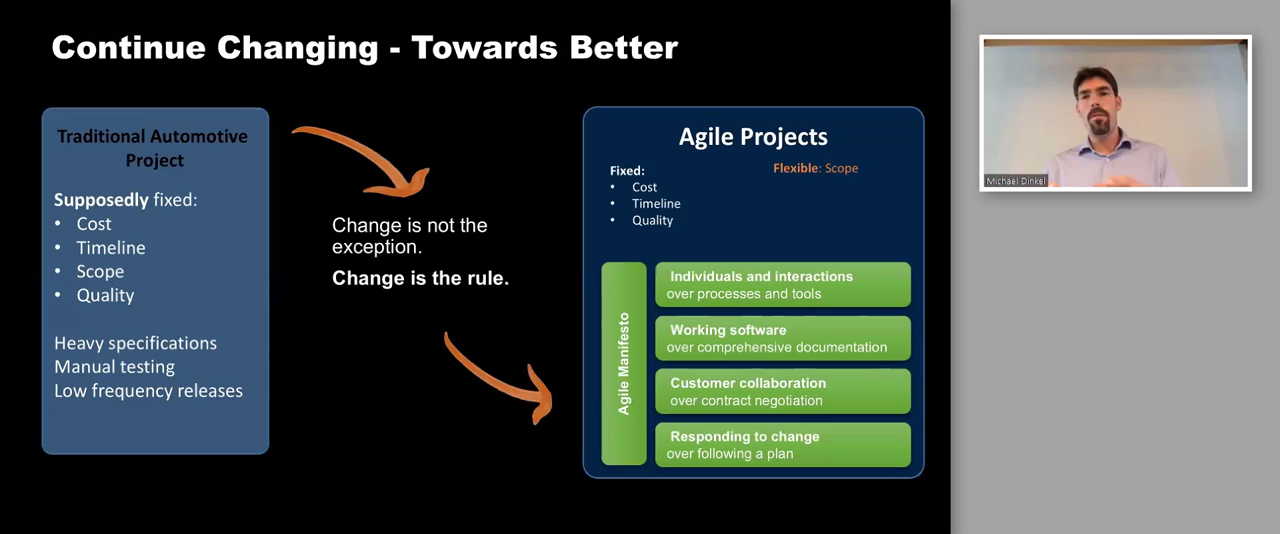 Continue Changing - Towards Better
Traditional Automotive
Project
Supposedly fixed:
• Cost
• Timeline
• Scope
• Quality
Heavy specifications
Manual testing
Low frequency releases
Change is not the
exception.
Change is the rule.
Agile Projects
Fixed:
• Cost
• Timeline
• Quality
Flexible: Scope
Agile Manifesto
Individuals and interactions
over processes and tools
Working software
over comprehensive documentation
Customer collaboration
over contract negotiation
Responding to change
over following a plan
Michael Dinkel